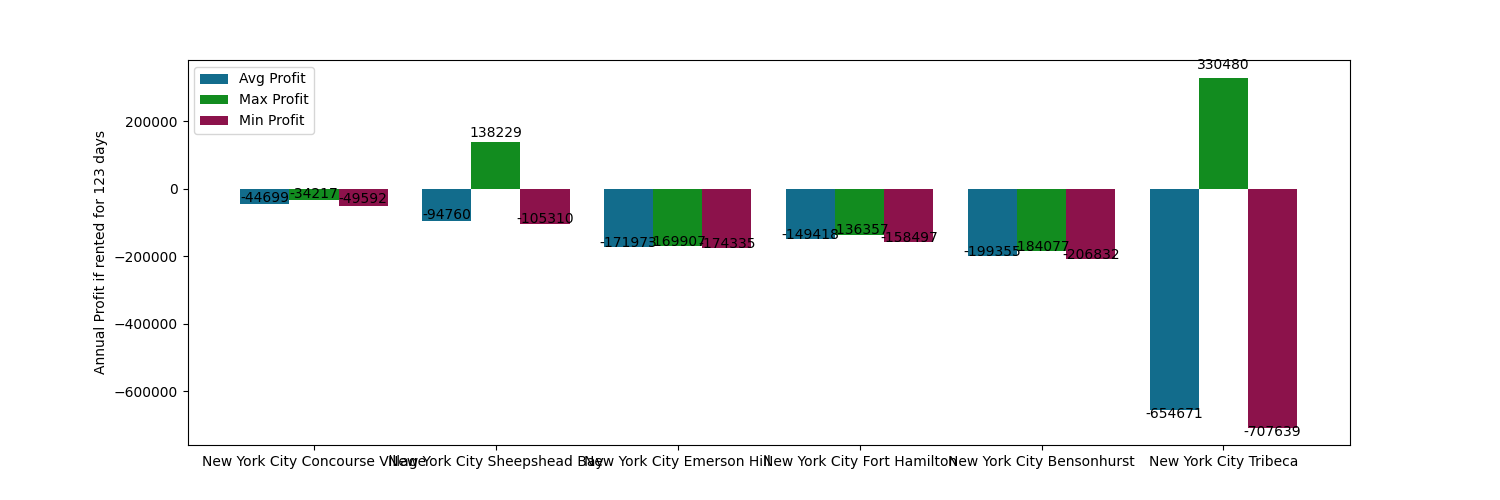 Avg Profit
Max Profit
Min Profit
Annual Profit if rented for 123 days
200000
0
−200000
−400000
−600000
-44699
-34217
-49592
-94760
138229
-105310
-171973
-169907
-174335
-149418
-136357
-158497
-199355
-184077
-206832
-654671
330480
-707639
New York City Concourse Village
New York City Sheepshead Bay
New York City Emerson Hill
New York City Fort Hamilton
New York City Bensonhurst
New York City Tribeca